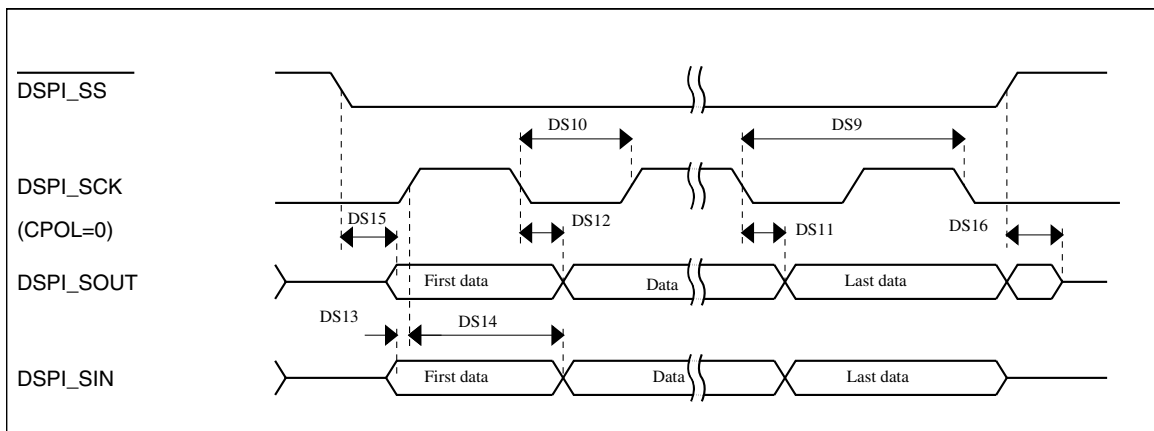 DSPI_SS
DS10
DS9
DSPI_SCK
(CPOL=0)
DS15
DS12
DS11
DS16
DSPI_SOUT
First data
Data
Last data
DS13
DS14
DSPI_SIN
First data
Data
Last data